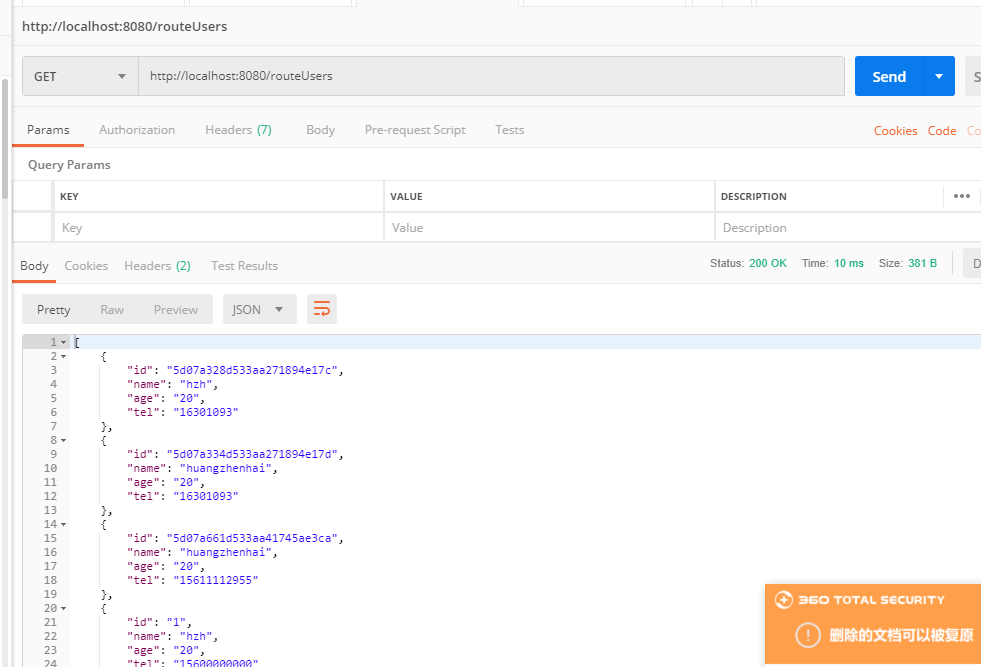 http://localhost:8080/routeUsers
GET http://localhost:8080/routeUsers Send S
Params Authorization Headers (7) Body Pre-request Script Tests Cookies Code Co
Query Params
KEY VALUE DESCRIPTION •••
Key Value Description
Body Cookies Headers (2) Test Results Status: 200 OK Time: 10 ms Size: 381 B D
Pretty Raw Preview JSON
1 [
2 {
3 "id": "5d07a328d533aa271894e17c",
4 "name": "hzh",
5 "age": "20",
6 "tel": "16301093"
7 },
8 {
9 "id": "5d07a334d533aa271894e17d",
10 "name": "huangzhenhai",
11 "age": "20",
12 "tel": "16301093"
13 },
14 {
15 "id": "5d07a661d533aa41745ae3ca",
16 "name": "huangzhenhai",
17 "age": "20",
18 "tel": "15611112955"
19 },
20 {
21 "id": "1",
22 "name": "hzh",
23 "age": "20",
24 "tel": "15600000000"
360 TOTAL SECURITY
删除的文档可以被复原